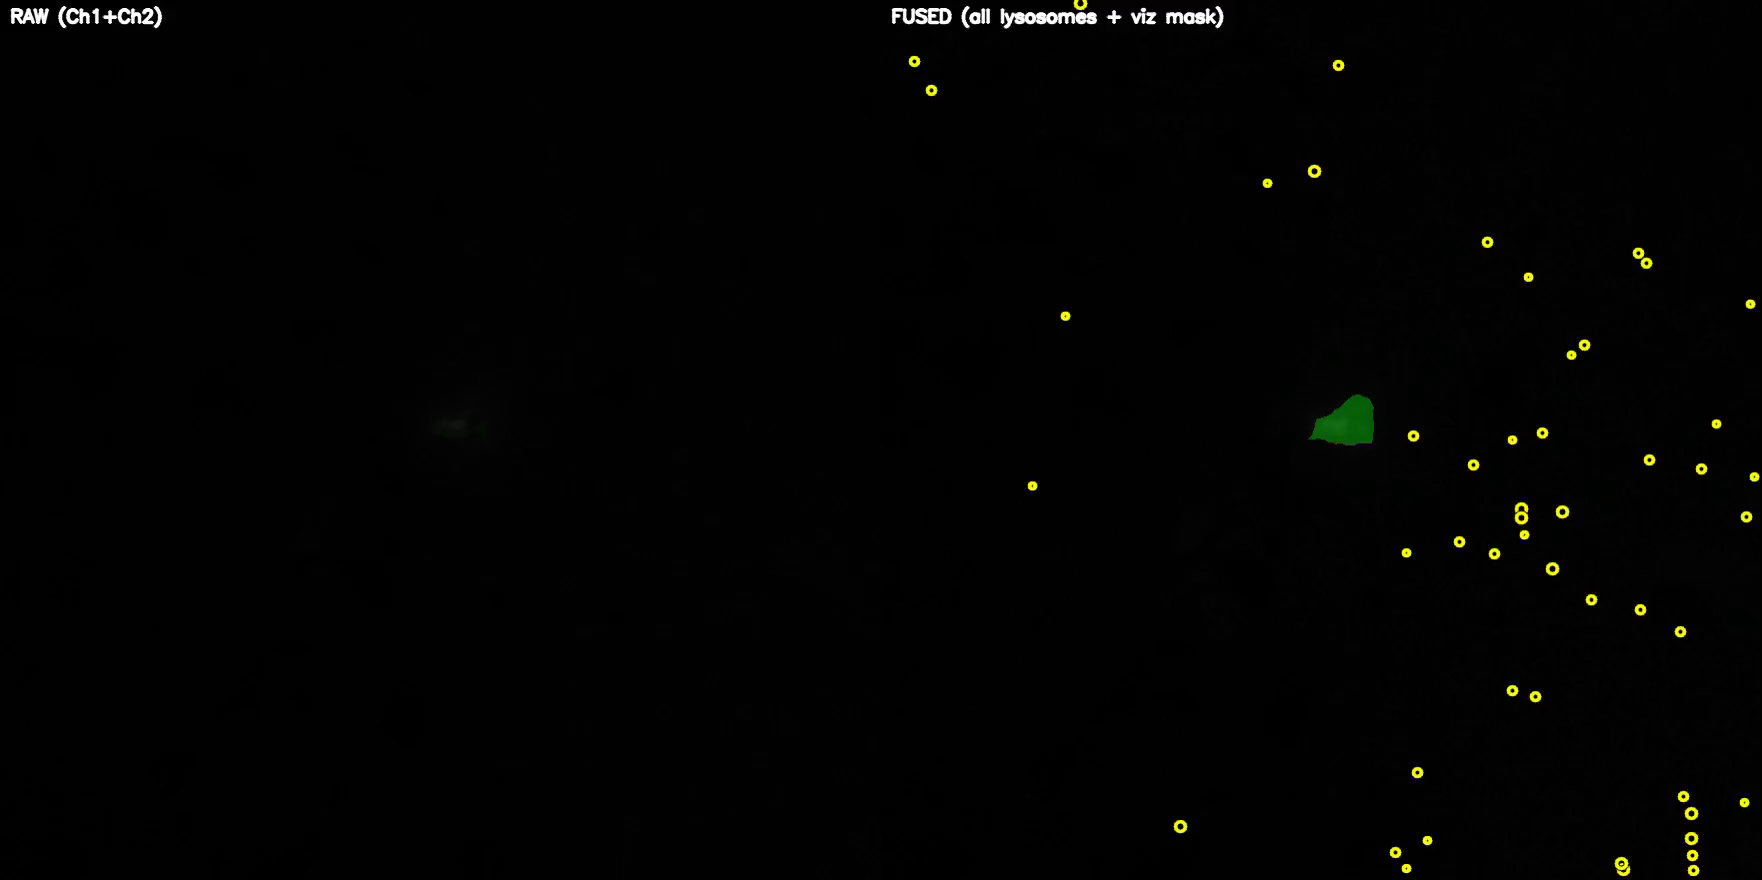 RAW (Ch1+Ch2)
FUSED (all lysosomes + viz mask)